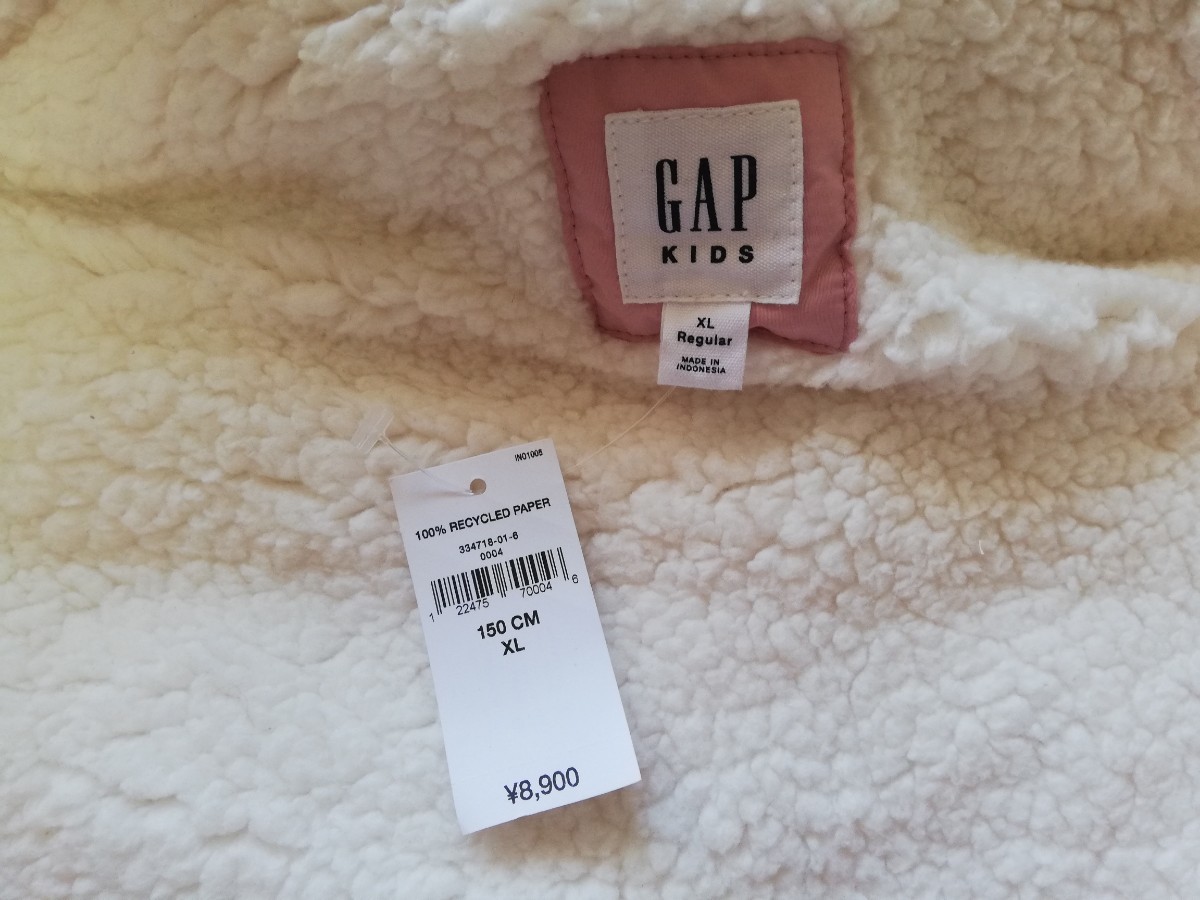 GAP
KIDS
XL
Regular
MADE IN
INDONESIA
IN01006
100% RECYCLED PAPER
334718-01-6
0004
1 22475 70004 6
150 CM
XL
¥8,900